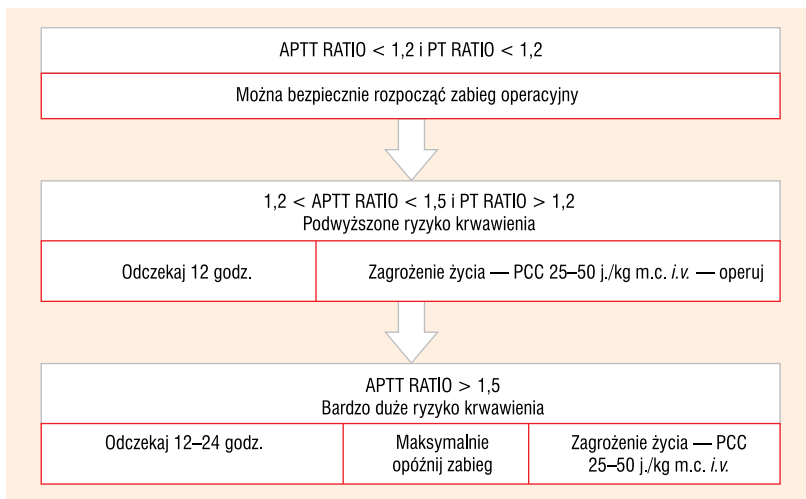 APTT RATIO < 1,2 i PT RATIO < 1,2
Można bezpiecznie rozpocząć zabieg operacyjny
1,2 < APTT RATIO < 1,5 i PT RATIO > 1,2
Podwyższone ryzyko krwawienia
Odczekaj 12 godz.
Zagrożenie życia — PCC 25–50 j./kg m.c. i.v. — operuj
APTT RATIO > 1,5
Bardzo duże ryzyko krwawienia
Odczekaj 12–24 godz.
Maksymalnie
opóźnij zabieg
Zagrożenie życia — PCC
25–50 j./kg m.c. i.v.